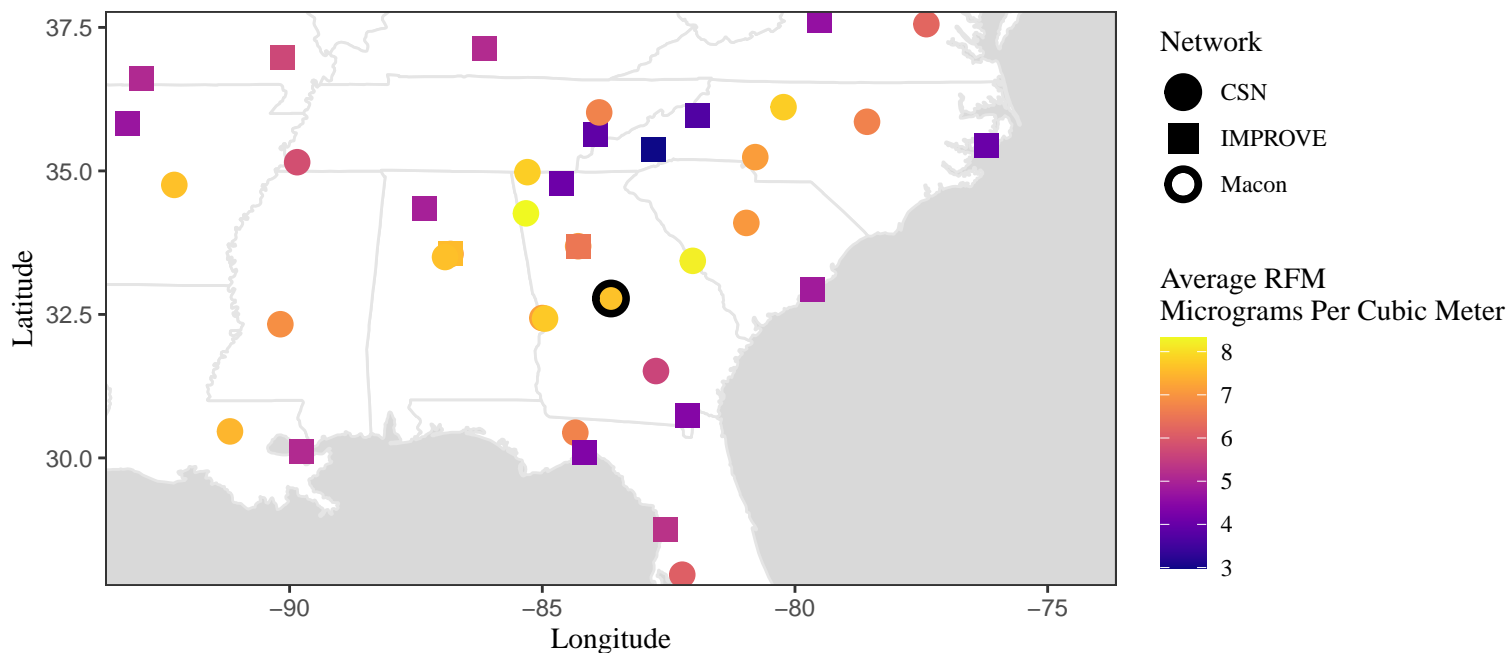 37.5
35.0
32.5
30.0
Latitude
−90
−85
−80
−75
Longitude
Network
CSN
IMPROVE
Macon
Average RFM
Micrograms Per Cubic Meter
8
7
6
5
4
3